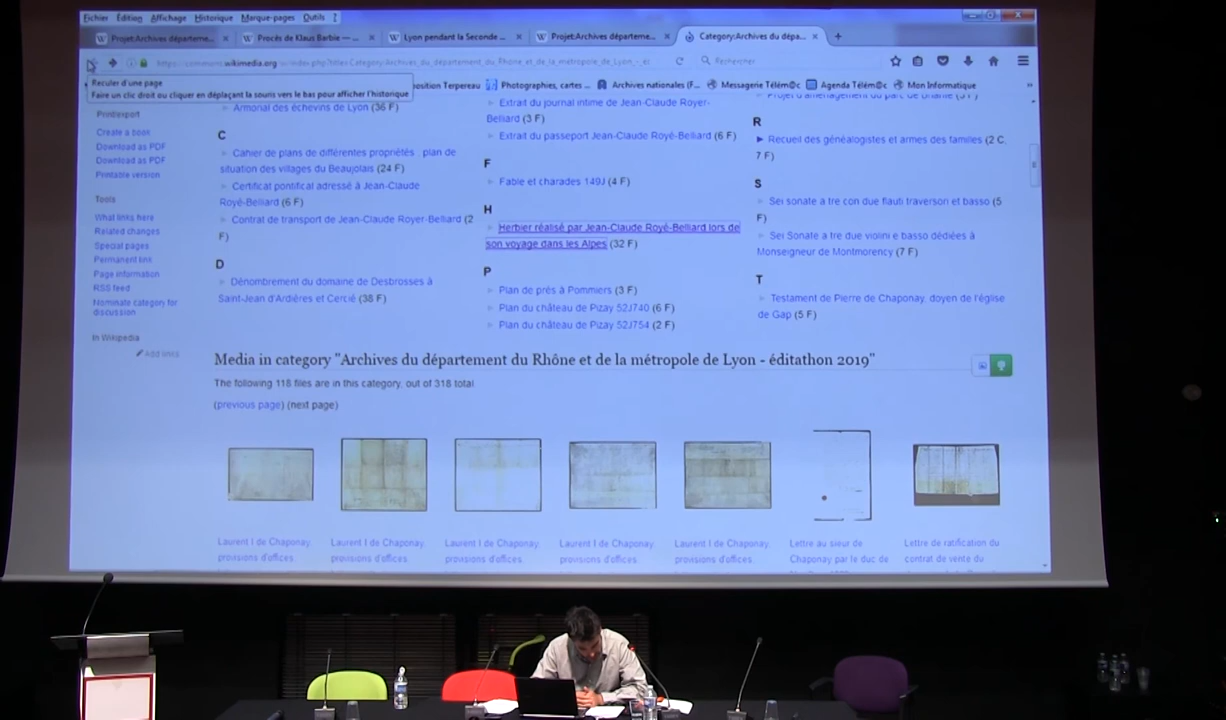 Fichier Édition Affichage Historique Marque-pages Outils ?
Projet:Archives départeme...
Procès de Klaus Barbie —...
Lyon pendant la Seconde ...
Projet:Archives départeme...
Category:Archives du dépa...
Rechercher
Reculer d'une page
Faire un clic droit ou cliquer en déplaçant la souris vers le bas pour afficher l'historique
position Terpereau
Photographies, cartes ...
Archives nationales (F...
Messagerie Télém@c
Agenda Télém@c
Mon Informatique
Print/export
Create a book
Download as PDF
Download as PDF
Printable version
Tools
What links here
Related changes
Special pages
Permanent link
Page information
RSS feed
Nominate category for
discussion
In Wikipedia
Add links
Armorial des échevins de Lyon (36 F)
C
Cahier de plans de différentes propriétés : plan de
situation des villages du Beaujolais (24 F)
Certificat pontifical adressé à Jean-Claude
Royé-Belliard (6 F)
Contrat de transport de Jean-Claude Royer-Belliard (2
F)
D
Dénombrement du domaine de Desbrosses à
Saint-Jean d'Ardières et Cercié (38 F)
Extrait du journal intime de Jean-Claude Royer-
Belliard (3 F)
Extrait du passeport Jean-Claude Royé-Belliard (6 F)
F
Fable et charades 149J (4 F)
H
Herbier réalisé par Jean-Claude Royé-Belliard lors de
son voyage dans les Alpes (32 F)
P
Plan de prés à Pommiers (3 F)
Plan du château de Pizay 52J740 (6 F)
Plan du château de Pizay 52J754 (2 F)
Projet d'aménagement du parc de
R
Recueil des généalogistes et armes des familles (2 C,
7 F)
S
Sei sonate a tre con due flauti traverson et basso (5
F)
Sei Sonate a tre due violini e basso dédiées à
Monseigneur de Montmorency (7 F)
T
Testament de Pierre de Chaponay, doyen de l'église
de Gap (5 F)
Media in category "Archives du département du Rhône et de la métropole de Lyon - éditathon 2019"
The following 118 files are in this category, out of 318 total.
(previous page) (next page)
Laurent I de Chaponay,
provisions d'offices
Laurent I de Chaponay,
provisions d'offices
Laurent I de Chaponay,
provisions d'offices
Laurent I de Chaponay,
provisions d'offices
Laurent I de Chaponay,
provisions d'offices
Lettre au sieur de
Chaponay par le duc de
Lettre de ratification du
contrat de vente du